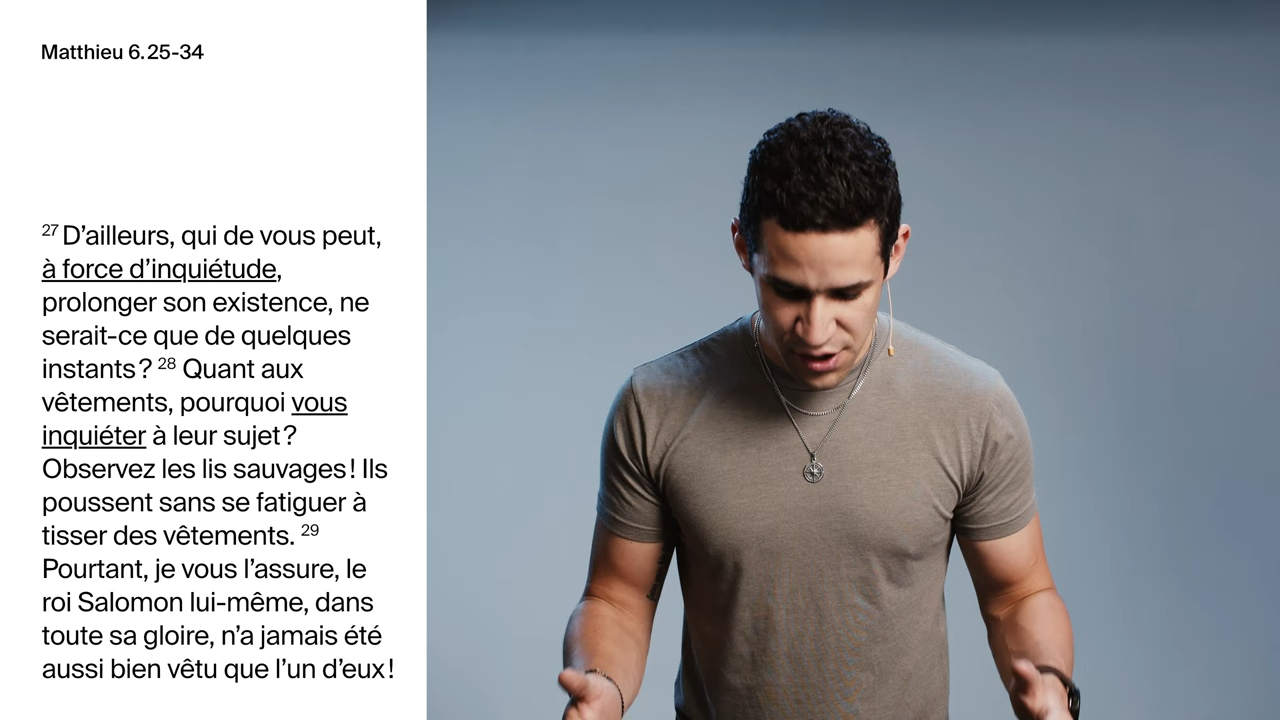 Matthieu 6.25-34
27 D’ailleurs, qui de vous peut,
à force d’inquiétude,
prolonger son existence, ne
serait-ce que de quelques
instants ? 28 Quant aux
vêtements, pourquoi vous
inquiéter à leur sujet ?
Observez les lis sauvages ! Ils
poussent sans se fatiguer à
tisser des vêtements. 29
Pourtant, je vous l’assure, le
roi Salomon lui-même, dans
toute sa gloire, n’a jamais été
aussi bien vêtu que l’un d’eux !